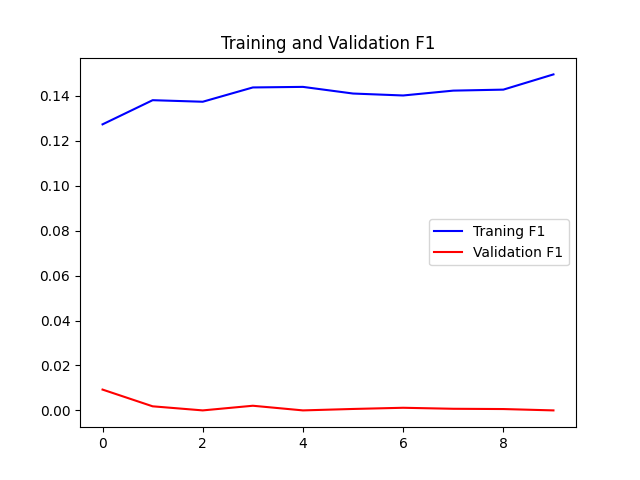 Training and Validation F1
0.14
0.12
0.10
0.08
0.06
0.04
0.02
0.00
Traning F1
Validation F1
0 2 4 6 8